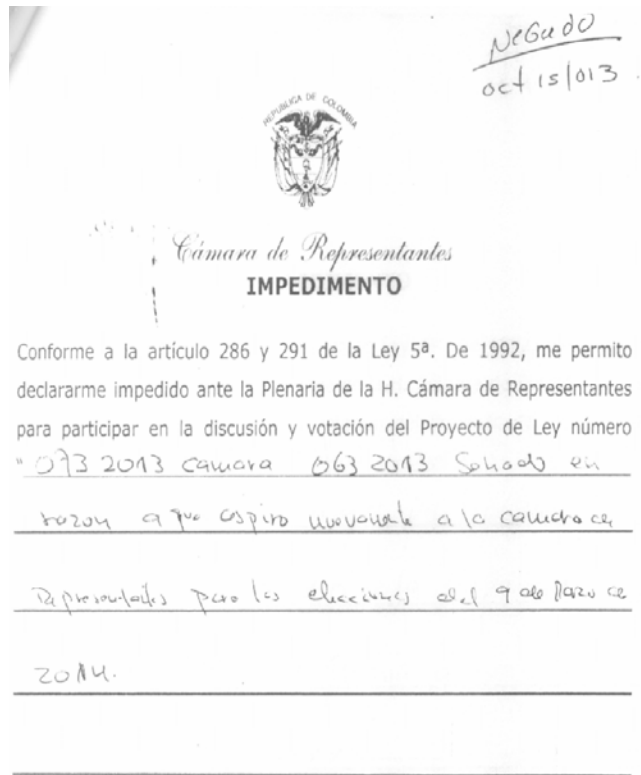 Negado
oct 15/013
REPUBLICA DE COLOMBIA
Cámara de Representantes
IMPEDIMENTO
Conforme a la artículo 286 y 291 de la Ley 5ª. De 1992, me permito
declararme impedido ante la Plenaria de la H. Cámara de Representantes
para participar en la discusión y votación del Proyecto de Ley número
" 073 2013 camara 063 2013 Senado en
razon a que aspiro nuevamente a la camara de
Representantes para las elecciones del 9 de Marzo de
2014.